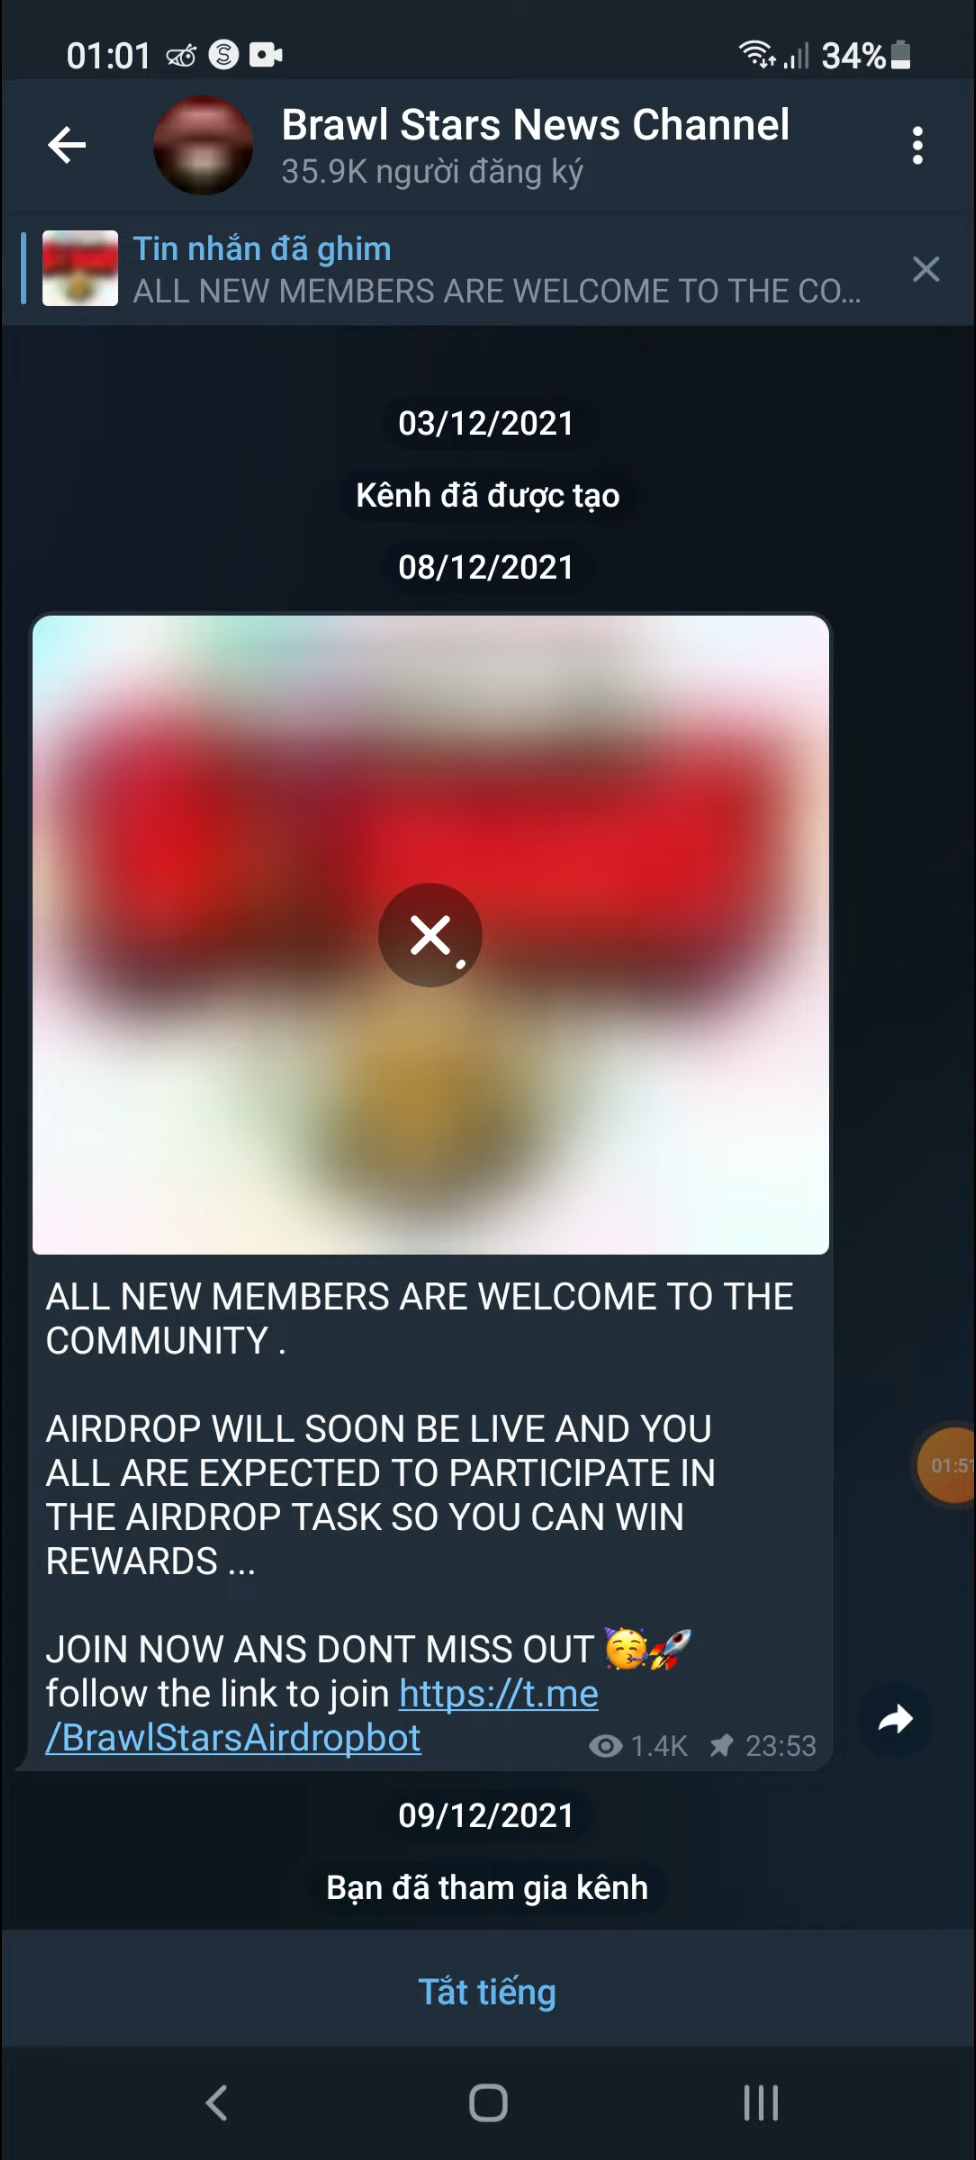 01:01
34%
Brawl Stars News Channel
35.9K người đăng ký
Tin nhắn đã ghim
ALL NEW MEMBERS ARE WELCOME TO THE CO...
03/12/2021
Kênh đã được tạo
08/12/2021
ALL NEW MEMBERS ARE WELCOME TO THE
COMMUNITY .
AIRDROP WILL SOON BE LIVE AND YOU
ALL ARE EXPECTED TO PARTICIPATE IN
THE AIRDROP TASK SO YOU CAN WIN
REWARDS ...
JOIN NOW ANS DONT MISS OUT 🥳🚀
follow the link to join https://t.me
/BrawlStarsAirdropbot
1.4K 23:53
01:51
09/12/2021
Bạn đã tham gia kênh
Tắt tiếng